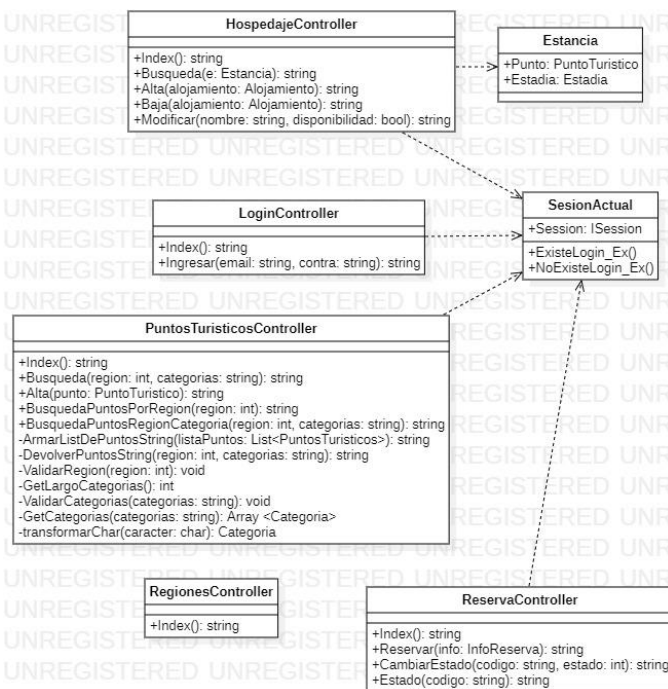 HospedajeController
+Index(): string
+Busqueda(e: Estancia): string
+Alta(alojamiento: Alojamiento): string
+Baja(alojamiento: Alojamiento): string
+Modificar(nombre: string, disponibilidad: bool): string
Estancia
+Punto: PuntoTuristico
+Estadia: Estadia
SesionActual
+Session: ISession
+ExisteLogin_Ex()
+NoExisteLogin_Ex()
LoginController
+Index(): string
+Ingresar(email: string, contra: string): string
PuntosTuristicosController
+Index(): string
+Busqueda(region: int, categorias: string): string
+Alta(punto: PuntoTuristico): string
+BusquedaPuntosPorRegion(region: int): string
+BusquedaPuntosRegionCategoria(region: int, categorias: string): string
-ArmarListDePuntosString(listaPuntos: List<PuntosTuristicos>): string
-DevolverPuntosString(region: int, categorias: string): string
-ValidarRegion(region: int): void
-GetLargoCategorias(): int
-ValidarCategorias(categorias: string): void
-GetCategorias(categorias: string): Array <Categoria>
-transformarChar(caracter: char): Categoria
RegionesController
+Index(): string
ReservaController
+Index(): string
+Reservar(info: InfoReserva): string
+CambiarEstado(codigo: string, estado: int): string
+Estado(codigo: string): string